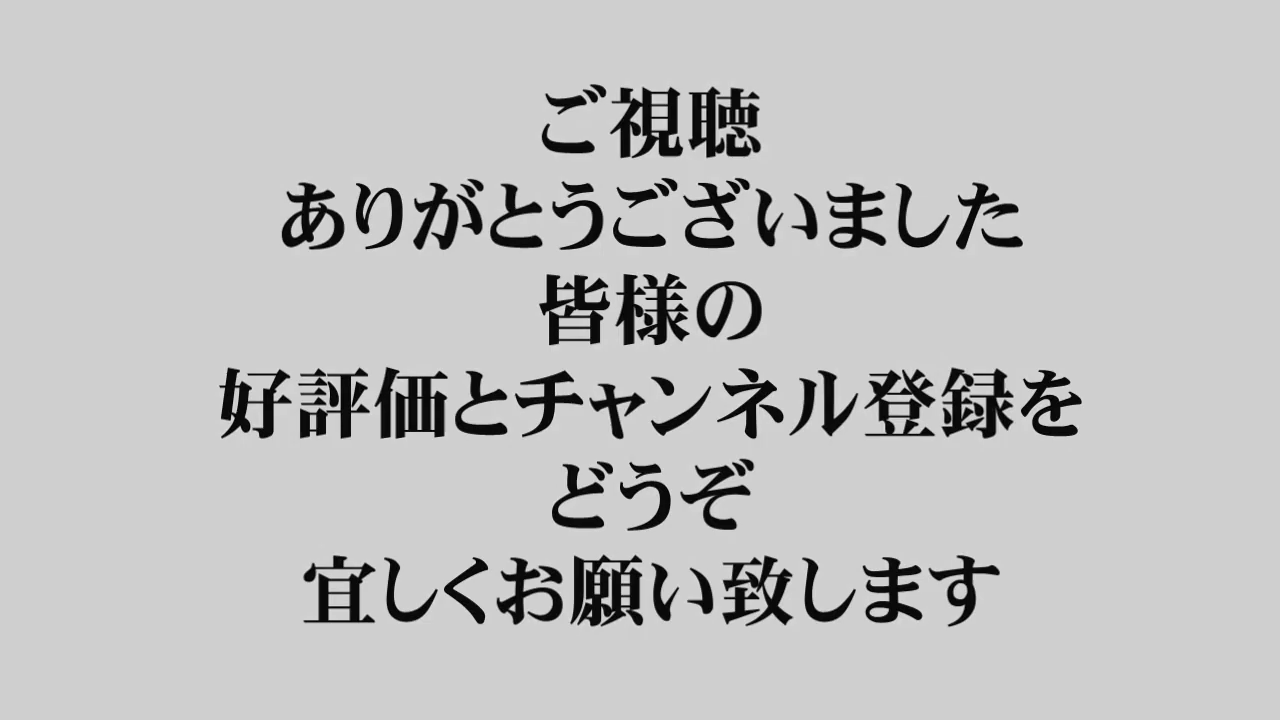 ご視聴
ありがとうございました
皆様の
好評価とチャンネル登録を
どうぞ
宜しくお願い致します